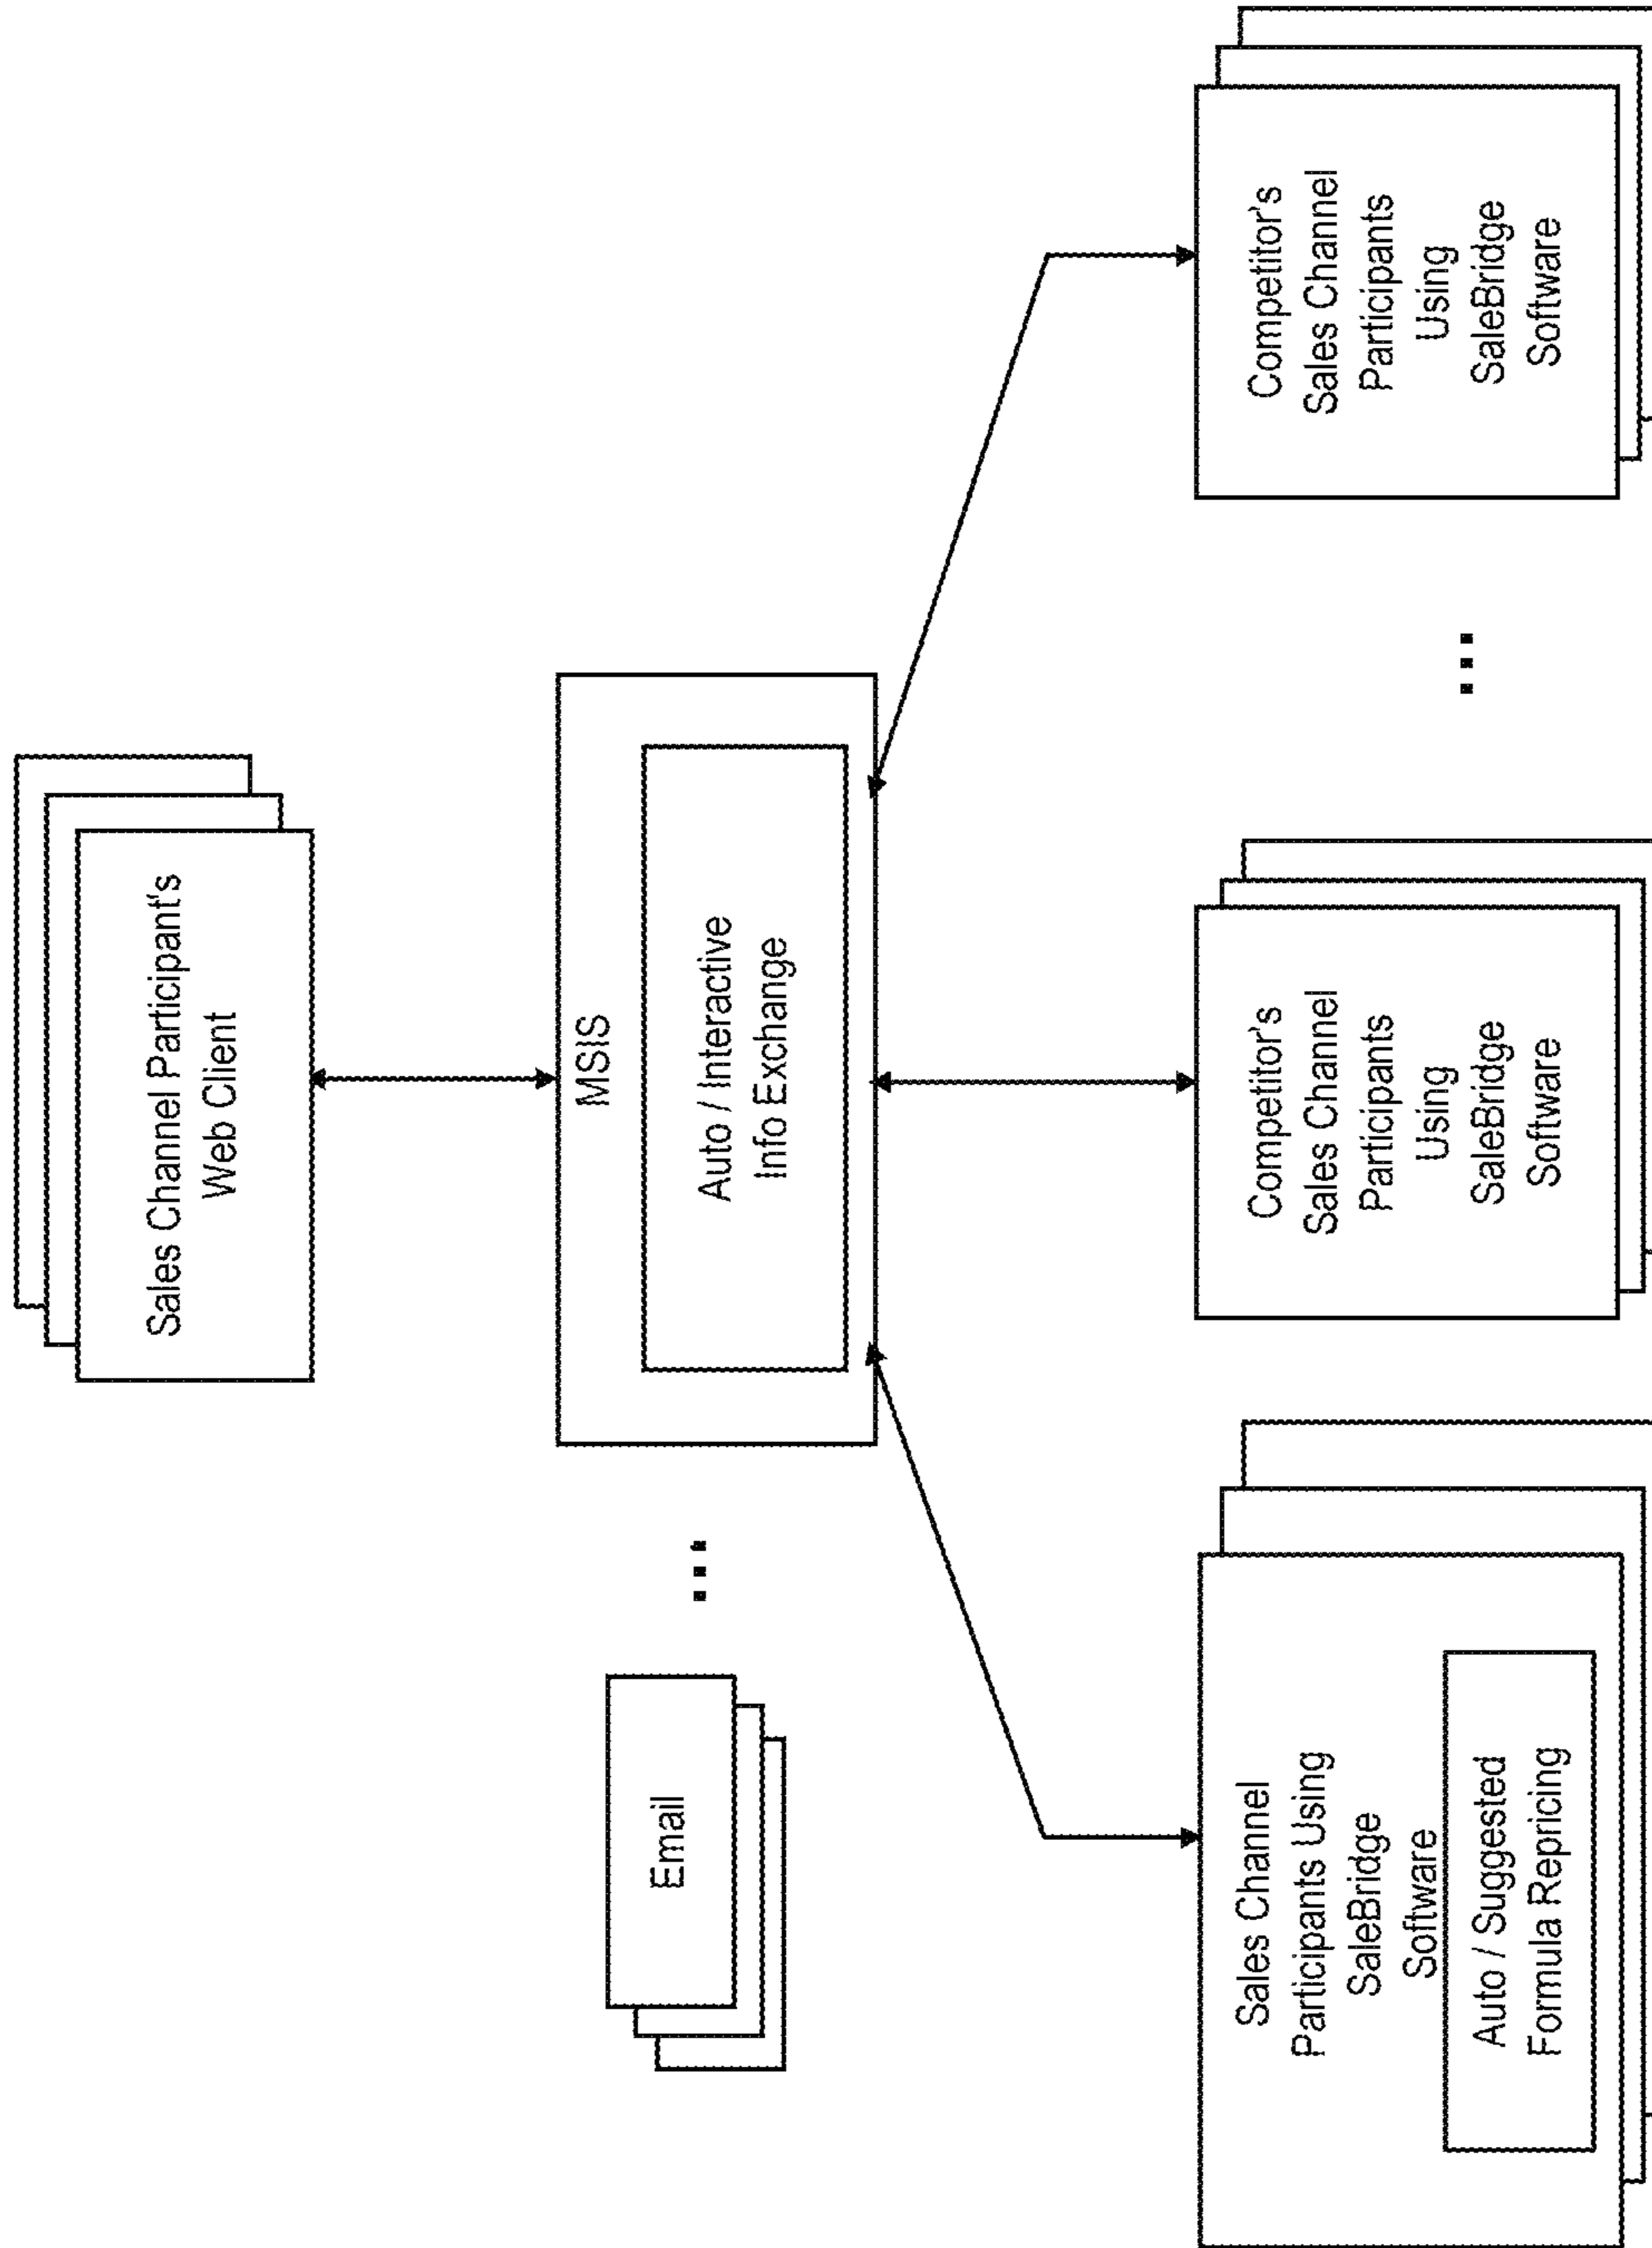 Sales Channel Participant's
Web Client
Email
...
MSIS
Auto / Interactive
Info Exchange
Sales Channel
Participants Using
SaleBridge
Software
Auto / Suggested
Formula Repricing
Competitor's
Sales Channel
Participants
Using
SaleBridge
Software
...
Competitor's
Sales Channel
Participants
Using
SaleBridge
Software